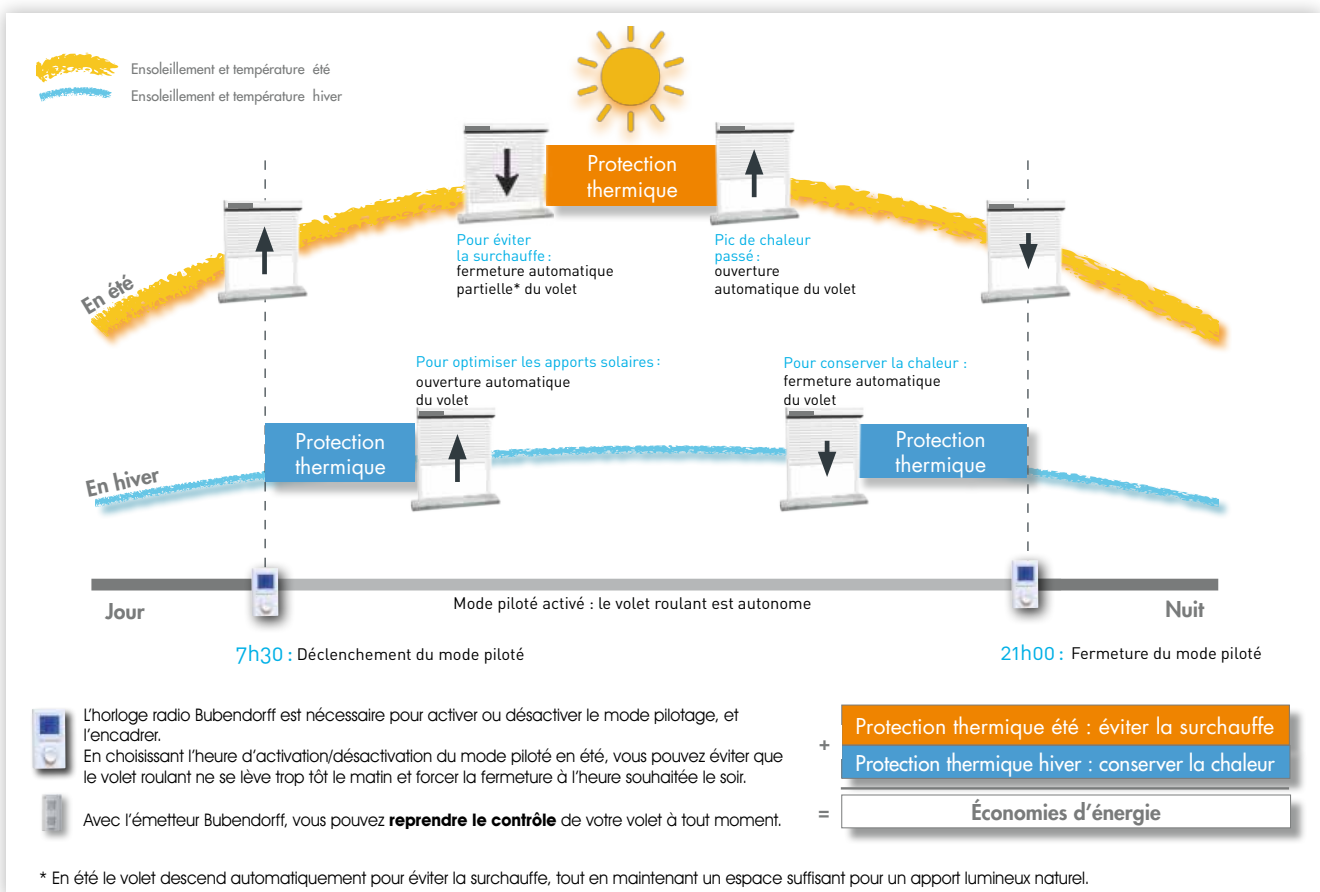 Ensoleillement et température été
Ensoleillement et température hiver
Protection
thermique
Pour éviter
la surchauffe :
fermeture automatique
partielle* du volet
Pic de chaleur
passé :
ouverture
automatique du volet
En été
Pour optimiser les apports solaires :
ouverture automatique
du volet
Pour conserver la chaleur :
fermeture automatique
du volet
Protection
thermique
Protection
thermique
En hiver
Jour
Mode piloté activé : le volet roulant est autonome
Nuit
7h30 : Déclenchement du mode piloté
21h00 : Fermeture du mode piloté
L'horloge radio Bubendorff est nécessaire pour activer ou désactiver le mode pilotage, et
l'encadrer.
En choisissant l'heure d'activation/désactivation du mode piloté en été, vous pouvez éviter que
le volet roulant ne se lève trop tôt le matin et forcer la fermeture à l'heure souhaitée le soir.
Avec l'émetteur Bubendorff, vous pouvez reprendre le contrôle de votre volet à tout moment.
+
Protection thermique été : éviter la surchauffe
Protection thermique hiver : conserver la chaleur
= Économies d'énergie
* En été le volet descend automatiquement pour éviter la surchauffe, tout en maintenant un espace suffisant pour un apport lumineux naturel.